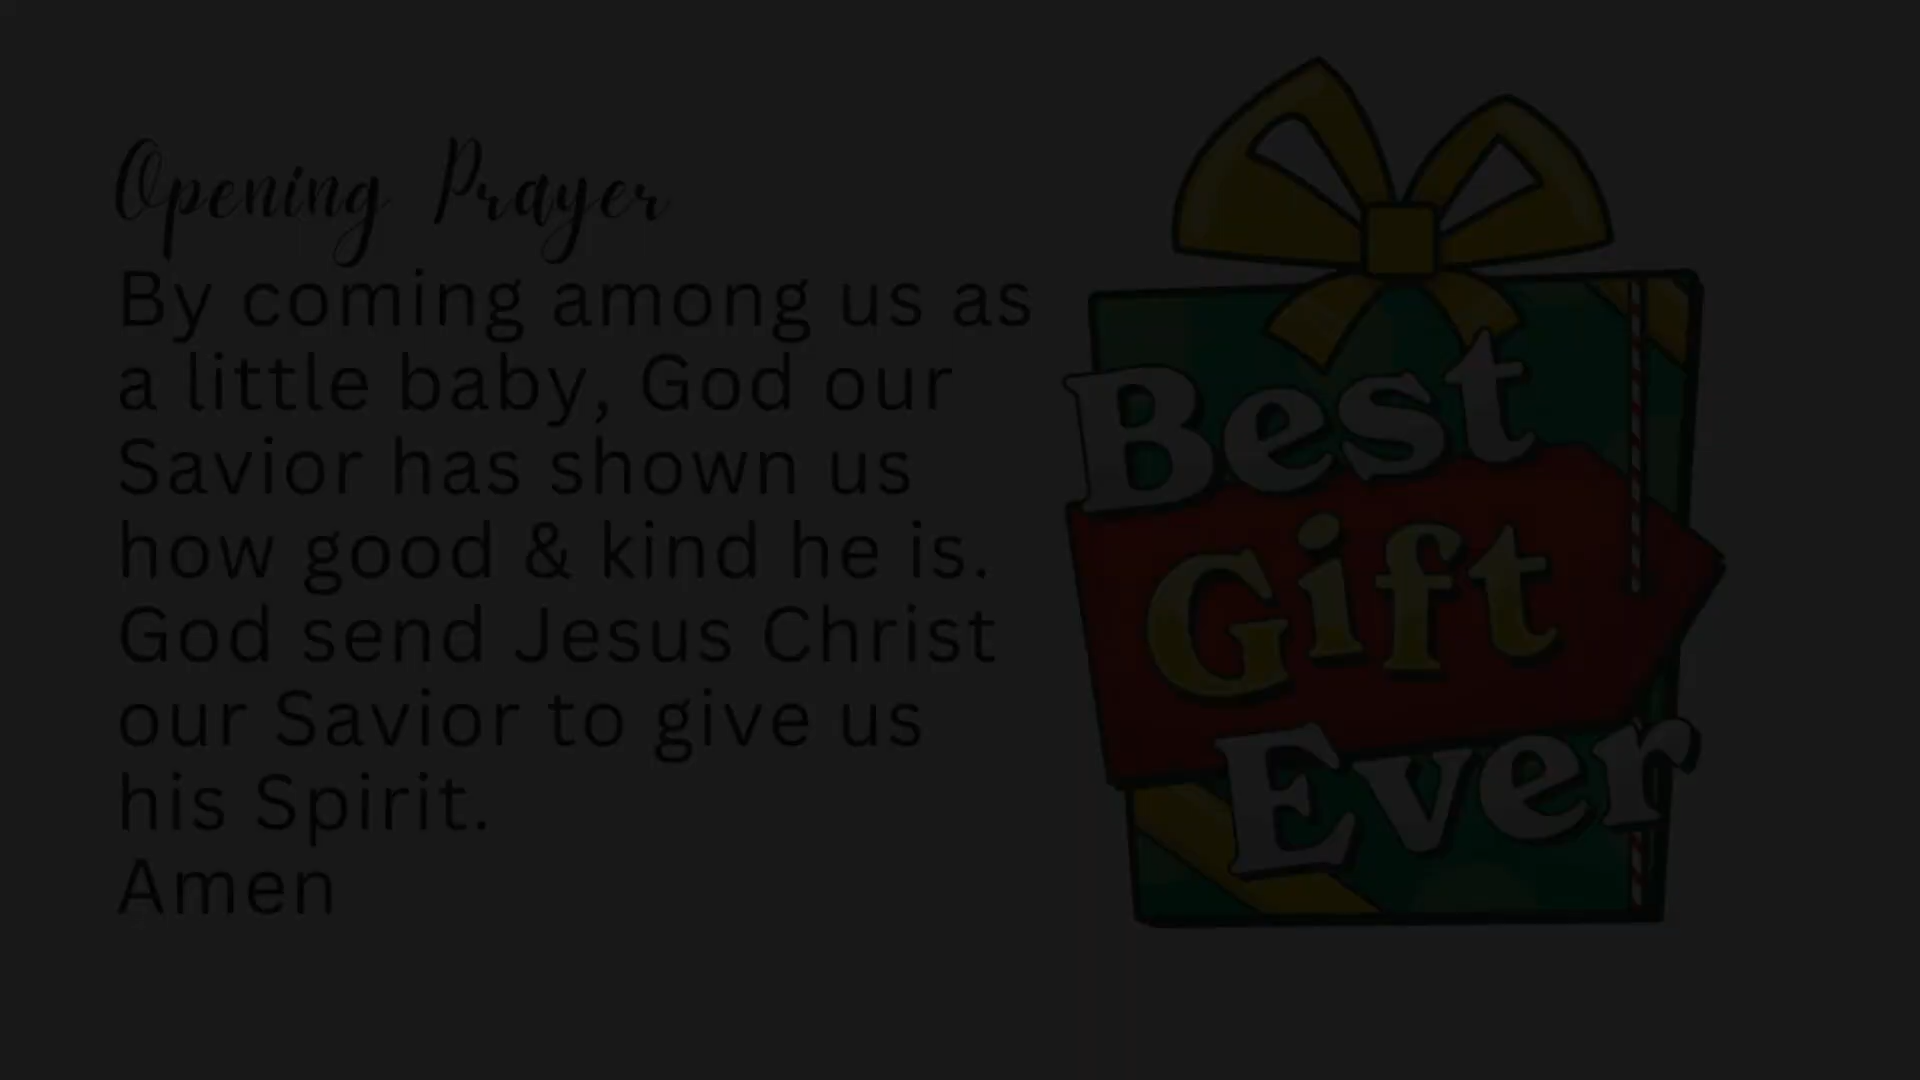 Opening Prayer
By coming among us as
a little baby, God our
Savior has shown us
how good & kind he is.
God send Jesus Christ
our Savior to give us
his Spirit.
Amen
Best
Gift
Ever